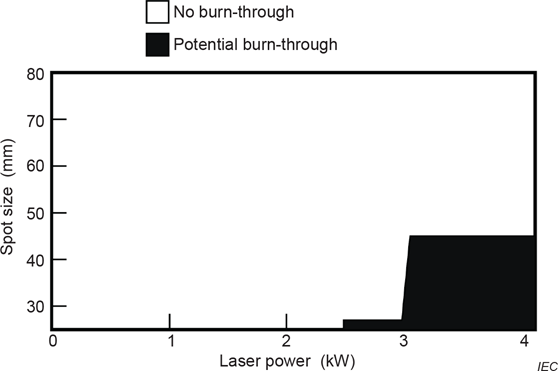 No burn-through
Potential burn-through
80
70
60
50
40
30
Spot size (mm)
0 1 2 3 4
Laser power (kW)
IEC